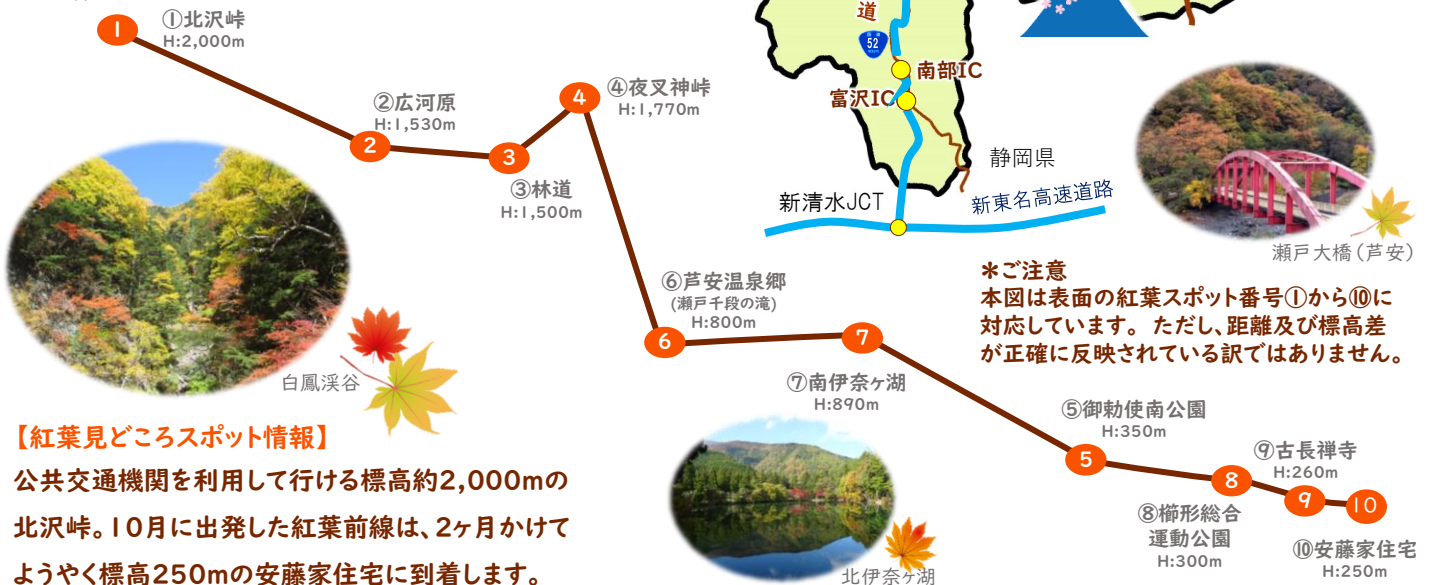 ①北沢峠
H:2,000m
②広河原
H:1,530m
③林道
H:1,500m
④夜叉神峠
H:1,770m
⑥芦安温泉郷
(瀬戸千段の滝)
H:800m
⑦南伊奈ヶ湖
H:890m
⑤御勅使南公園
H:350m
⑧櫛形総合
運動公園
H:300m
⑨古長禅寺
H:260m
⑩安藤家住宅
H:250m
1
2
3
4
6
7
5
8
9
10
道
52
南部IC
富沢IC
静岡県
新清水JCT
新東名高速道路
瀬戸大橋(芦安)
白鳳渓谷
北伊奈ヶ湖
＊ご注意
本図は表面の紅葉スポット番号①から⑩に
対応しています。ただし、距離及び標高差
が正確に反映されている訳ではありません。
【紅葉見どころスポット情報】
公共交通機関を利用して行ける標高約2,000mの
北沢峠。10月に出発した紅葉前線は、2ヶ月かけて
ようやく標高250mの安藤家住宅に到着します。